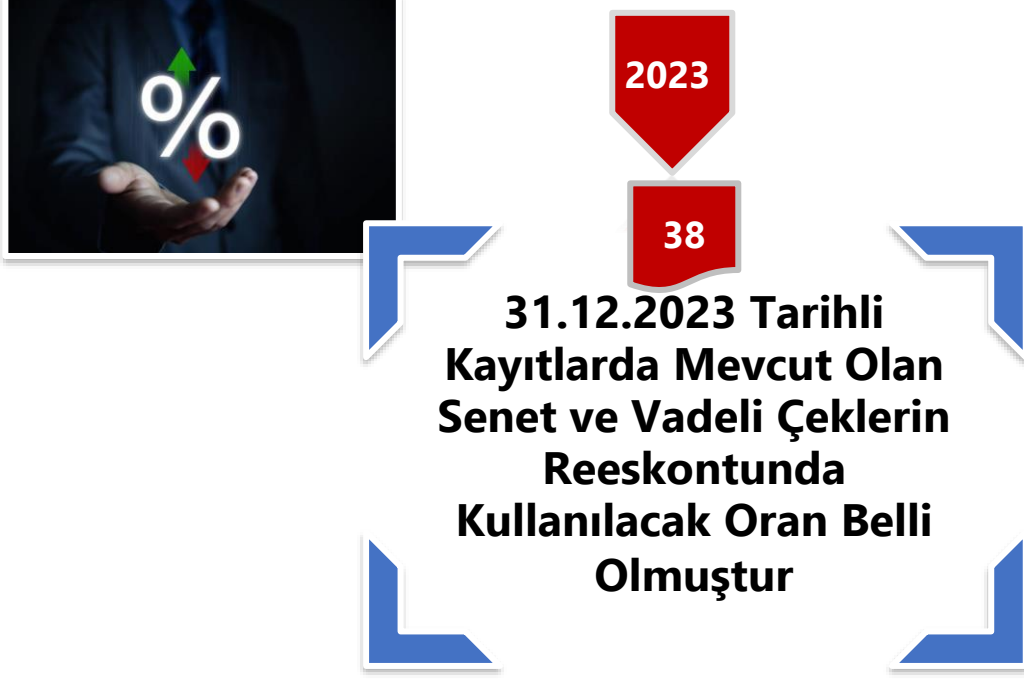 %
2023
38
31.12.2023 Tarihli
Kayıtlarda Mevcut Olan
Senet ve Vadeli Çeklerin
Reeskontunda
Kullanılacak Oran Belli
Olmuştur